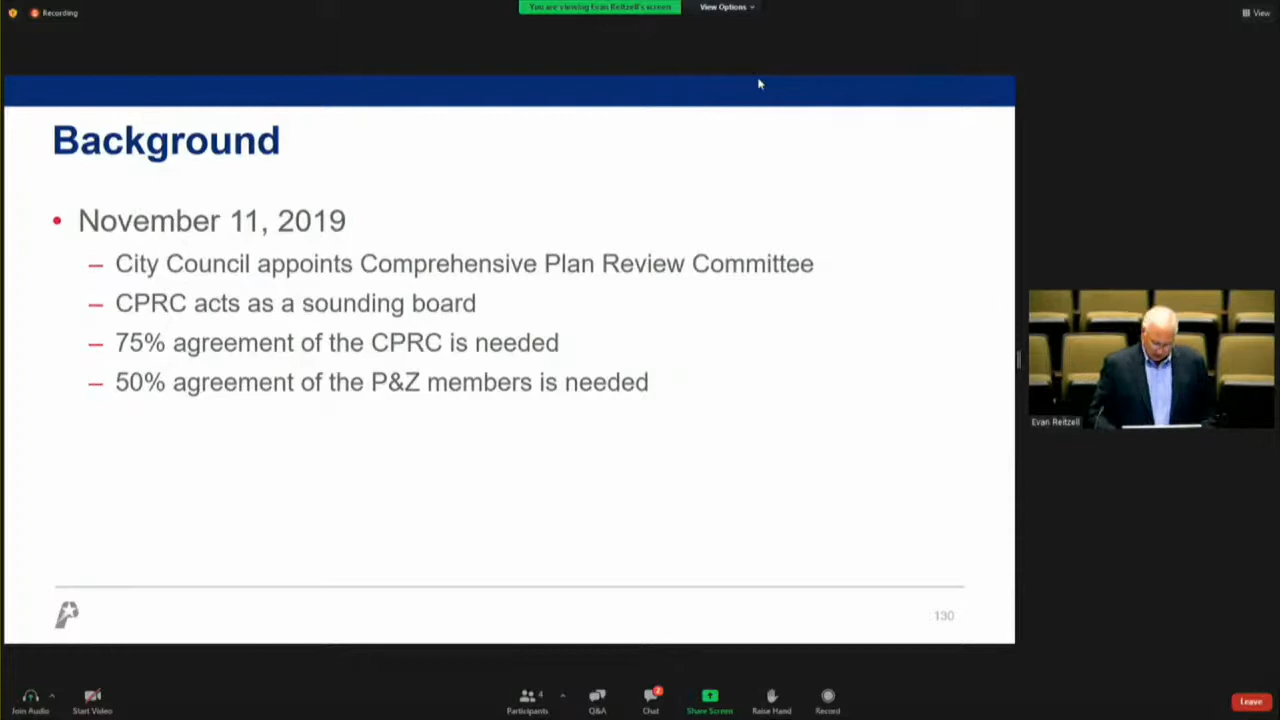 Recording
You are viewing Evan Reitzell's screen
View Options
View
Background
• November 11, 2019
– City Council appoints Comprehensive Plan Review Committee
– CPRC acts as a sounding board
– 75% agreement of the CPRC is needed
– 50% agreement of the P&Z members is needed
130
Evan Reitzell
Join Audio
Start Video
4
Participants
Q&A
2
Chat
Share Screen
Raise Hand
Record
Leave